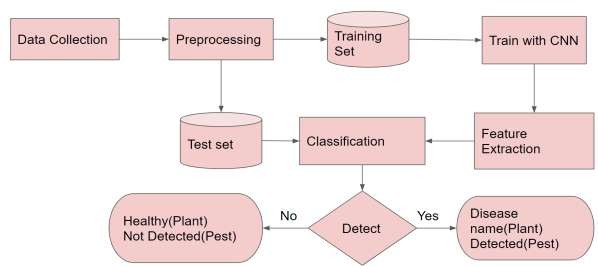 Data Collection
Preprocessing
Training
Set
Train with CNN
Test set
Classification
Feature
Extraction
Healthy(Plant)
Not Detected(Pest)
No
Detect
Yes
Disease
name(Plant)
Detected(Pest)